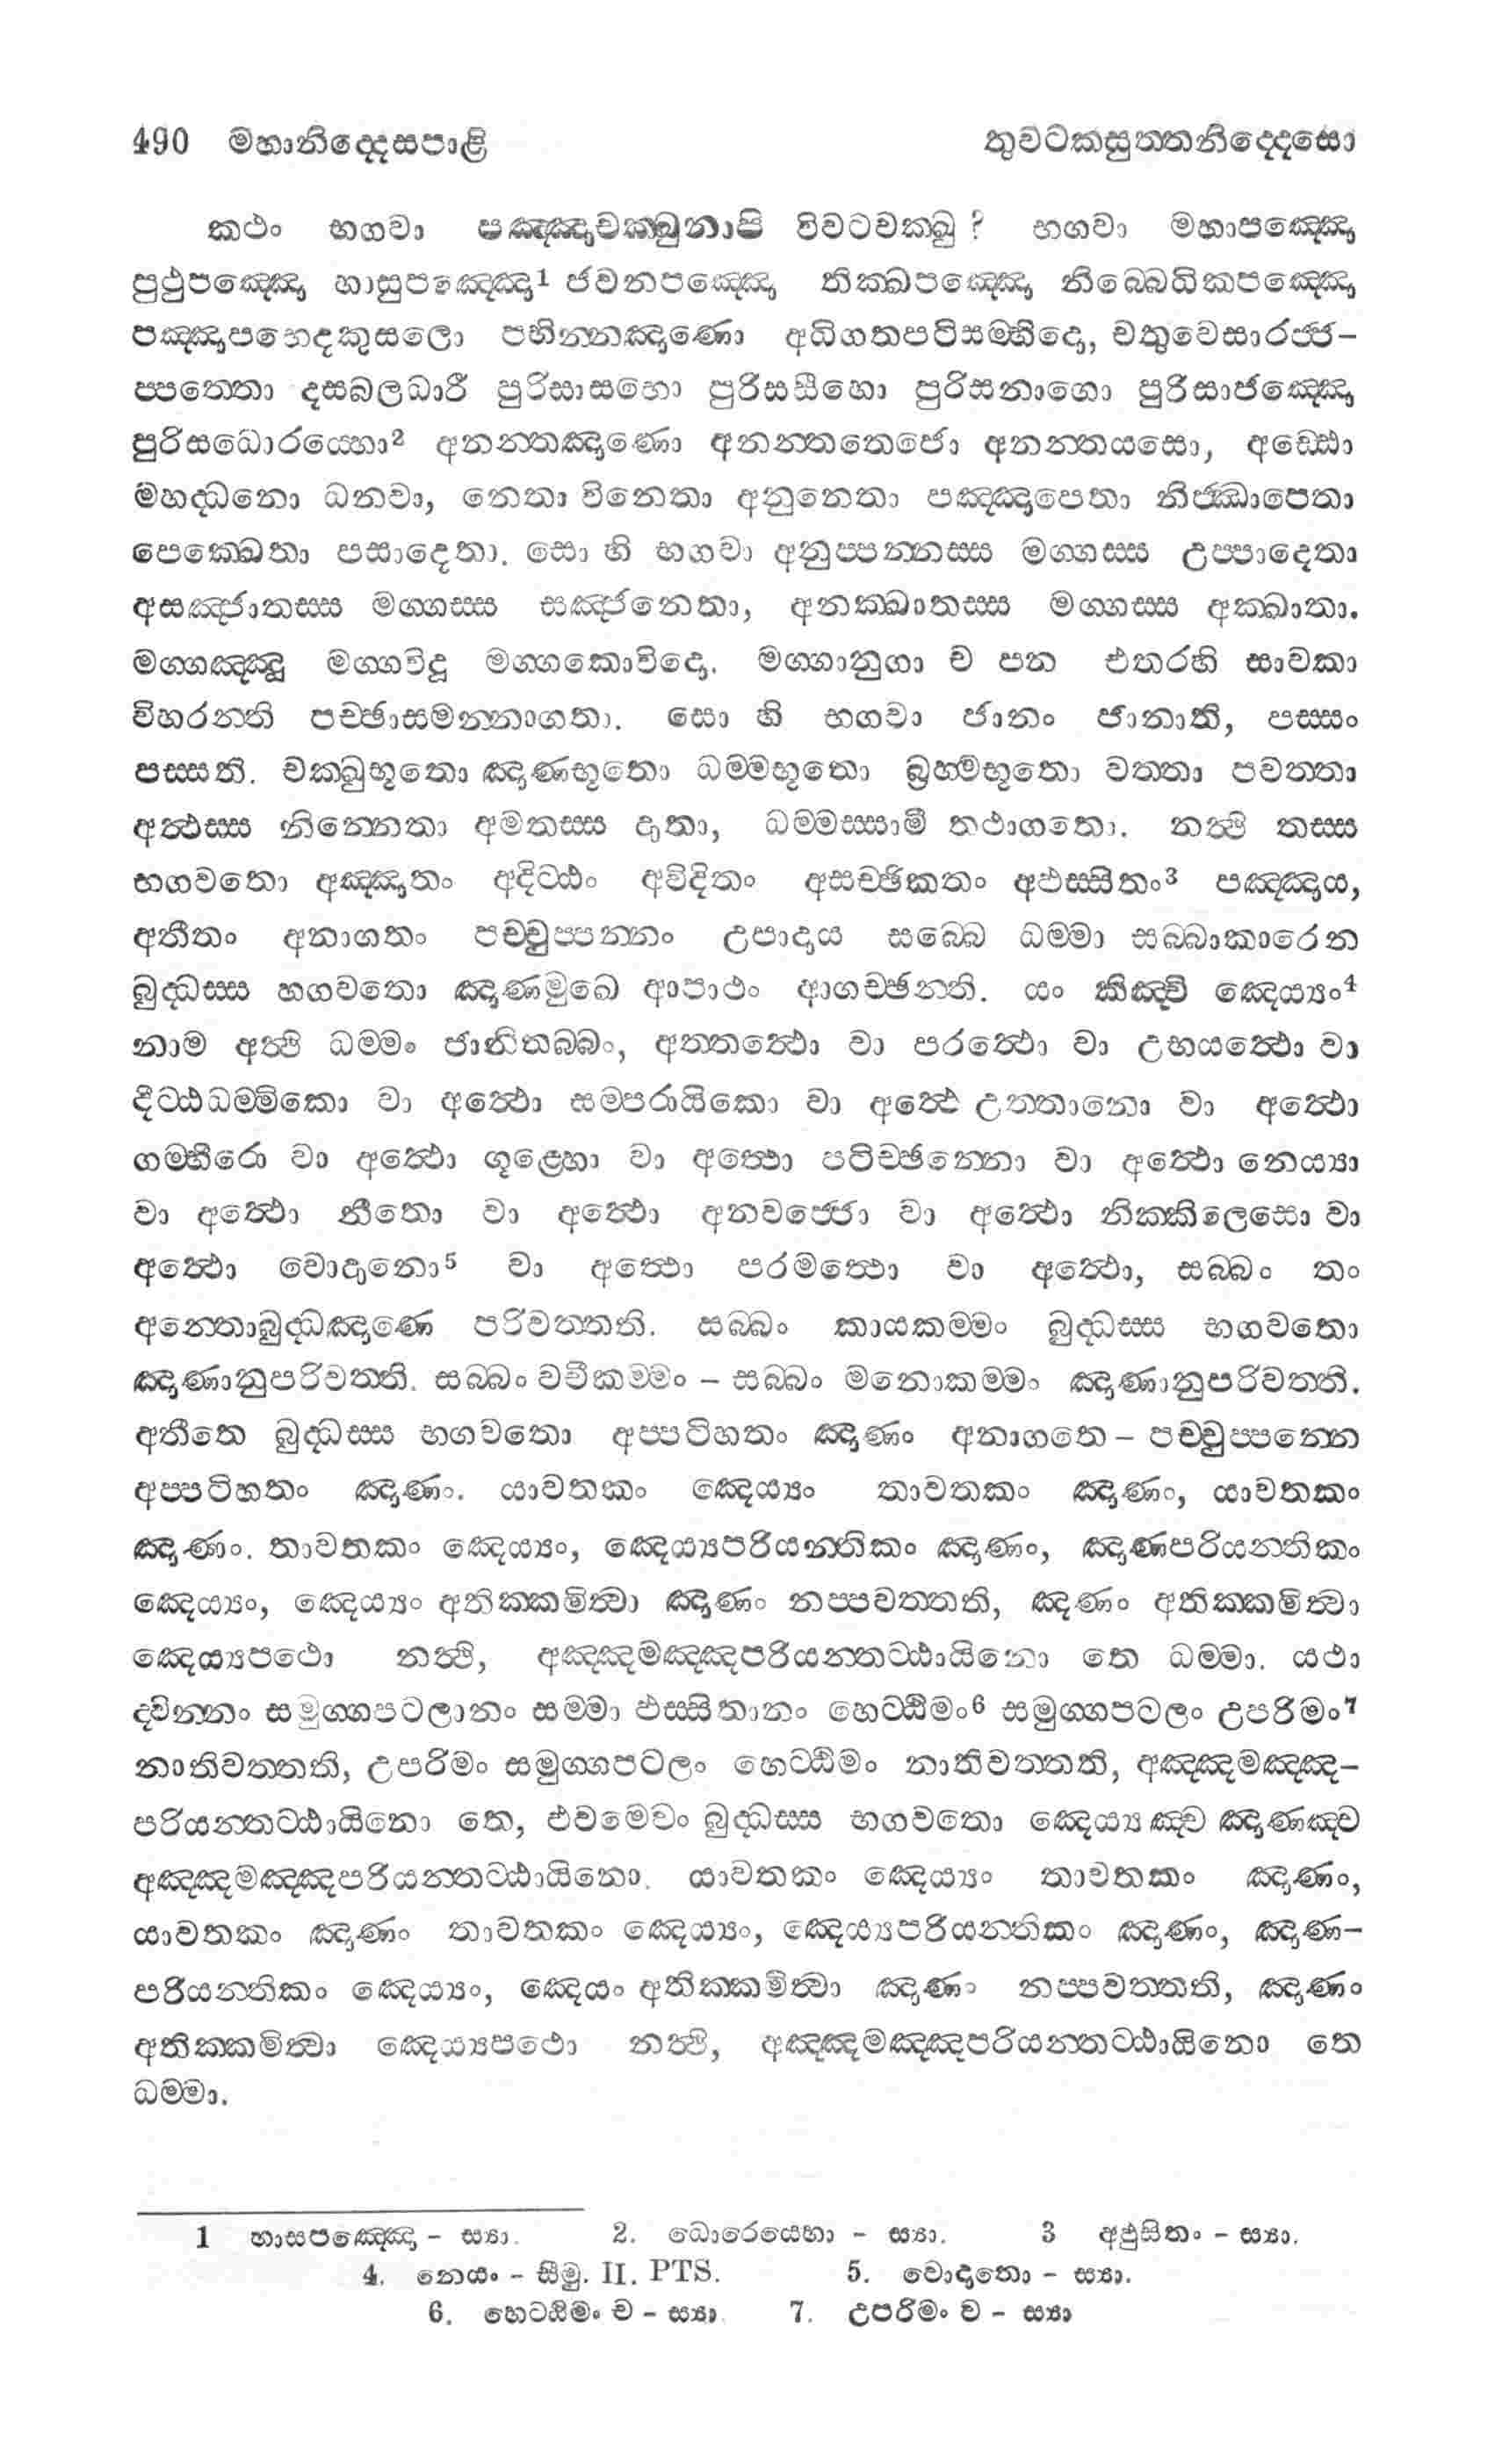 490 මහානිද්දෙසපාළි තුවටකසුත්තනිද්දෙසො
කථං භගවා පඤ්ඤාචක්ඛුනාපි විවටචක්ඛු ? භගවා මහාපඤ්ඤො
පුථුපඤ්ඤො හාසුපඤ්ඤො1 ජවනපඤ්ඤො තික්ඛපඤ්ඤො නිබ්බෙධිකපඤ්ඤො
පඤ්ඤාපභෙදකුසලො පභින්නඤාණො අධිගතපටිසම්භිදො, චතුවෙසාරජ්ජ-
ප්පත්තො දසබලධාරී පුරිසාසභො පුරිසසීහො පුරිසනාගො පුරිසාජඤ්ඤො
පුරිසධොරය්හො2 අනන්තඤාණො අනන්තතෙජො අනන්තයසො, අඩ්ඪො
මහද්ධනො ධනවා, නෙතා විනෙතා අනුනෙතා පඤ්ඤාපෙතා නිජ්ඣාපෙතා
පෙක්ඛෙතා පසාදෙතා. සො හි භගවා අනුප්පන්නස්ස මග්ගස්ස උප්පාදෙතා
අසඤ්ජාතස්ස මග්ගස්ස සඤ්ජනෙතා, අනක්ඛාතස්ස මග්ගස්ස අක්ඛාතා.
මග්ගඤ්ඤූ මග්ගවිදූ මග්ගකොවිදො. මග්ගානුගා ච පන එතරහි සාවකා
විහරන්ති පච්ඡාසමන්නාගතා. සො හි භගවා ජානං ජානාති, පස්සං
පස්සති. චක්ඛුභූතො ඤාණභූතො ධම්මභූතො බ්‍රහ්මභූතො වත්තා පවත්තා
අත්ථස්ස නින්නෙතා අමතස්ස දාතා, ධම්මස්සාමී තථාගතො. නත්ථි තස්ස
භගවතො අඤ්ඤාතං අදිට්ඨං අවිදිතං අසච්ඡිකතං අඵස්සිතං3 පඤ්ඤාය,
අතීතං අනාගතං පච්චුප්පන්නං උපාදාය සබ්බෙ ධම්මා සබ්බාකාරෙන
බුද්ධස්ස භගවතො ඤාණමුඛෙ ආපාථං ආගච්ඡන්ති. යං කිඤ්චි ඤෙය්‍යං4
නාම අත්ථි ධම්මං ජානිතබ්බං, අත්තත්ථො වා පරත්ථො වා උභයත්ථො වා
දිට්ඨධම්මිකො වා අත්ථො සම්පරායිකො වා අත්ථො උත්තානො වා අත්ථො
ගම්භීරො වා අත්ථො ගූළ්හො වා අත්ථො පටිච්ඡන්නො වා අත්ථො නෙය්‍යො
වා අත්ථො නීතො වා අත්ථො අනවජ්ජො වා අත්ථො නික්කිලෙසො වා
අත්ථො වොදානො5 වා අත්ථො පරමත්ථො වා අත්ථො, සබ්බං තං
අන්තොබුද්ධඤාණෙ පරිවත්තති. සබ්බං කායකම්මං බුද්ධස්ස භගවතො
ඤාණානුපරිවත්ති. සබ්බං වචීකම්මං – සබ්බං මනොකම්මං ඤාණානුපරිවත්ති.
අතීතෙ බුද්ධස්ස භගවතො අප්පටිහතං ඤාණං අනාගතෙ – පච්චුප්පන්නෙ
අප්පටිහතං ඤාණං. යාවතකං ඤෙය්‍යං තාවතකං ඤාණං, යාවතකං
ඤාණං. තාවතකං ඤෙය්‍යං, ඤෙය්‍යපරියන්තිකං ඤාණං, ඤාණපරියන්තිකං
ඤෙය්‍යං, ඤෙය්‍යං අතික්කමිත්වා ඤාණං නප්පවත්තති, ඤණං අතික්කමිත්වා
ඤෙය්‍යපථො නත්ථි, අඤ්ඤමඤ්ඤපරියන්තට්ඨායිනො තෙ ධම්මා. යථා
ද්වින්නං සමුග්ගපටලානං සම්මා ඵස්සිතානං හෙට්ඨිමං6 සමුග්ගපටලං උපරිමං7
නාතිවත්තති, උපරිමං සමුග්ගපටලං හෙට්ඨිමං නාතිවත්තති, අඤ්ඤමඤ්ඤ-
පරියන්තට්ඨායිනො තෙ, එවමෙවං බුද්ධස්ස භගවතො ඤෙය්‍යඤ්ච ඤාණඤ්ච
අඤ්ඤමඤ්ඤපරියන්තට්ඨායිනො. යාවතකං ඤෙය්‍යං තාවතකං ඤාණං,
යාවතකං ඤාණං තාවතකං ඤෙය්‍යං, ඤෙය්‍යපරියන්තිකං ඤාණං, ඤාණ-
පරියන්තිකං ඤෙය්‍යං, ඤෙයං අතික්කමිත්වා ඤාණං නප්පවත්තති, ඤාණං
අතික්කමිත්වා ඤෙය්‍යපථො නත්ථි, අඤ්ඤමඤ්ඤපරියන්තට්ඨායිනො තෙ
ධම්මා.
1 හාසපඤ්ඤො – ස්‍යා. 2. ධොරෙය්හො – ස්‍යා. 3 අඵුසිතං – ස්‍යා.
4. නෙය්‍යං – සීමු. II. PTS. 5. වොදාතො – ස්‍යා.
6. හෙට්ඨිමං ච – ස්‍යා. 7. උපරිමං ච – ස්‍යා